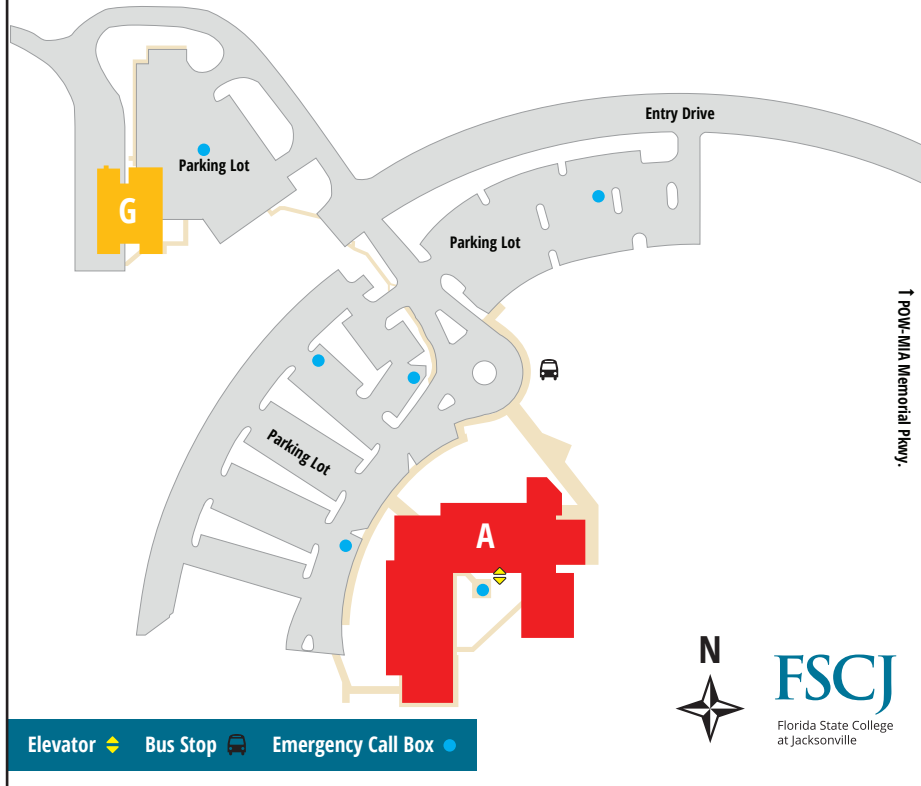 Entry Drive
Parking Lot
G
Parking Lot
↑ POW-MIA Memorial Pkwy.
Parking Lot
A
N
FSCJ
Florida State College
at Jacksonville
Elevator Bus Stop Emergency Call Box